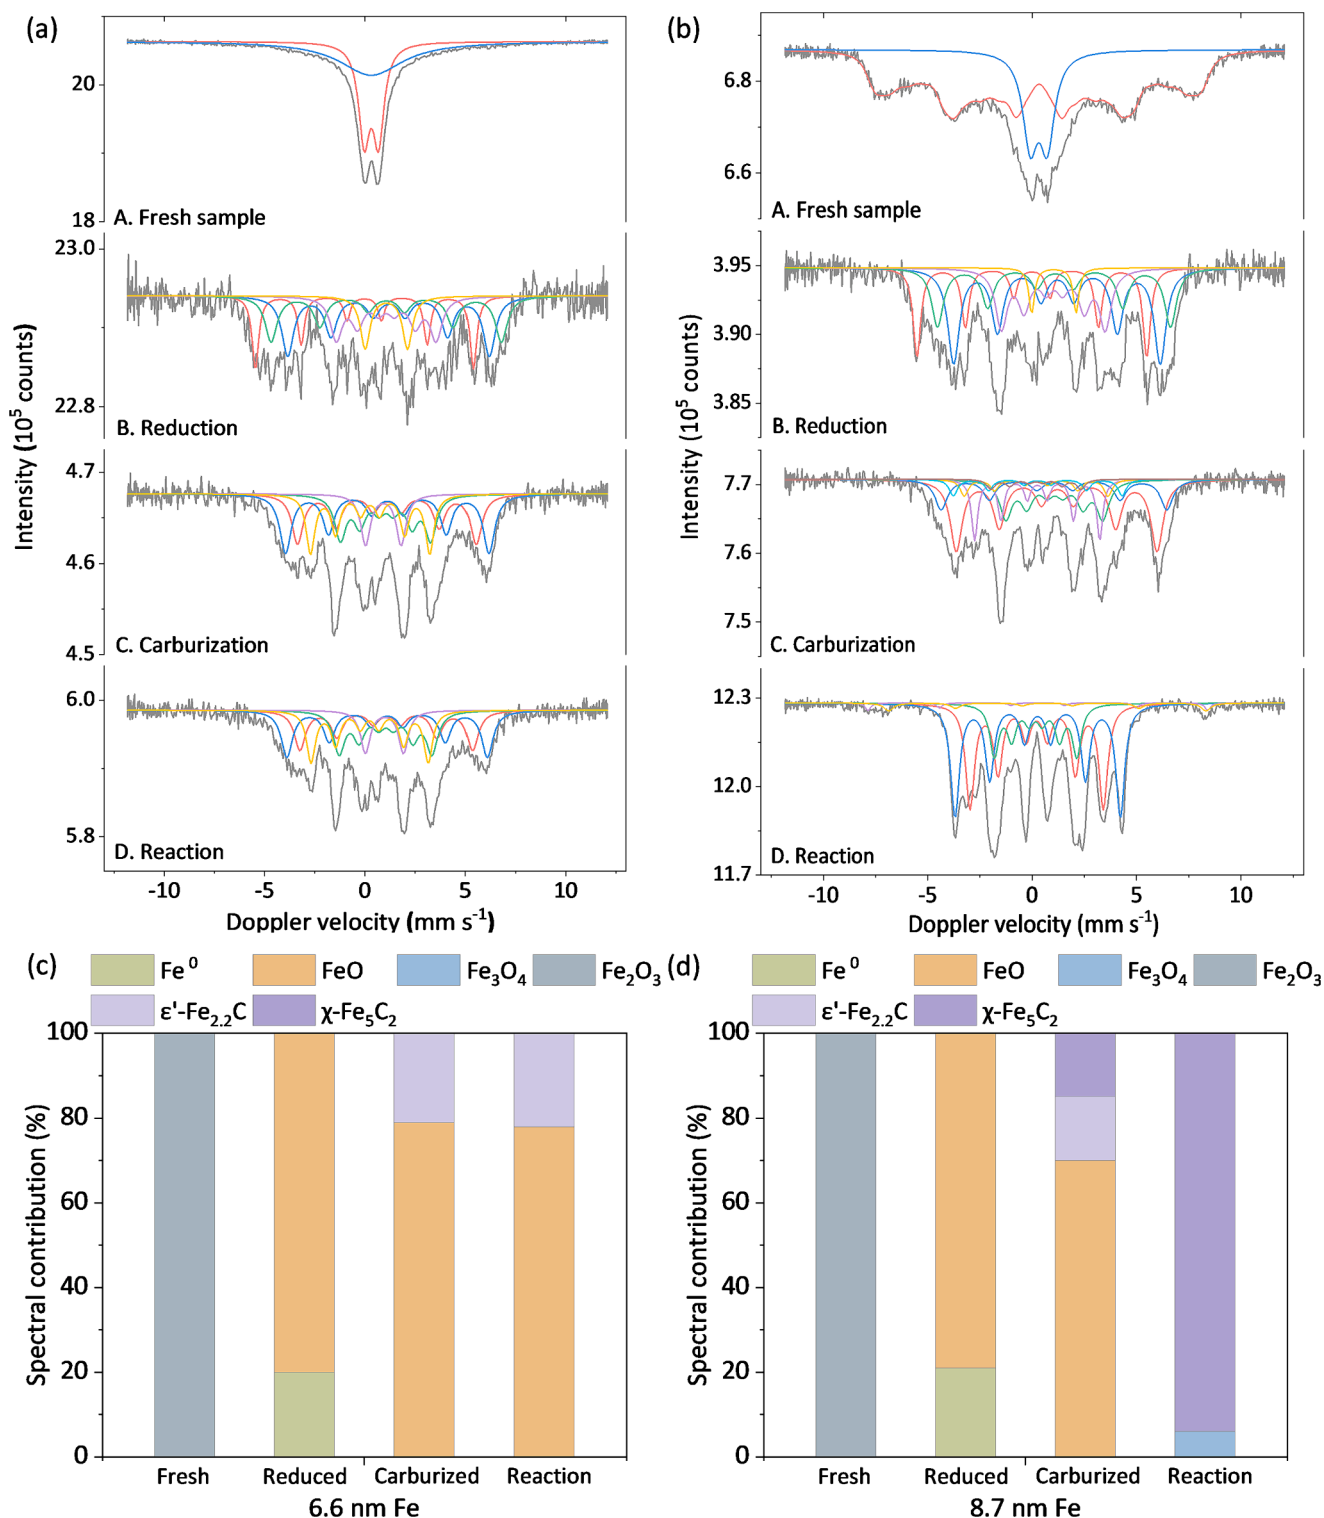 (a)
Intensity (10⁵ counts)
20
18
A. Fresh sample
23.0
22.8
B. Reduction
4.7
4.6
4.5
C. Carburization
6.0
5.8
D. Reaction
-10 -5 0 5 10
Doppler velocity (mm s⁻¹)
(b)
Intensity (10⁵ counts)
6.8
6.6
A. Fresh sample
3.95
3.90
3.85
B. Reduction
7.7
7.6
7.5
C. Carburization
12.3
12.0
11.7
D. Reaction
-10 -5 0 5 10
Doppler velocity (mm s⁻¹)
(c)
Fe⁰ FeO Fe₃O₄ Fe₂O₃
ε'-Fe₂.₂C χ-Fe₅C₂
Spectral contribution (%)
100
80
60
40
20
0
Fresh Reduced Carburized Reaction
6.6 nm Fe
(d)
Fe⁰ FeO Fe₃O₄ Fe₂O₃
ε'-Fe₂.₂C χ-Fe₅C₂
Spectral contribution (%)
100
80
60
40
20
0
Fresh Reduced Carburized Reaction
8.7 nm Fe